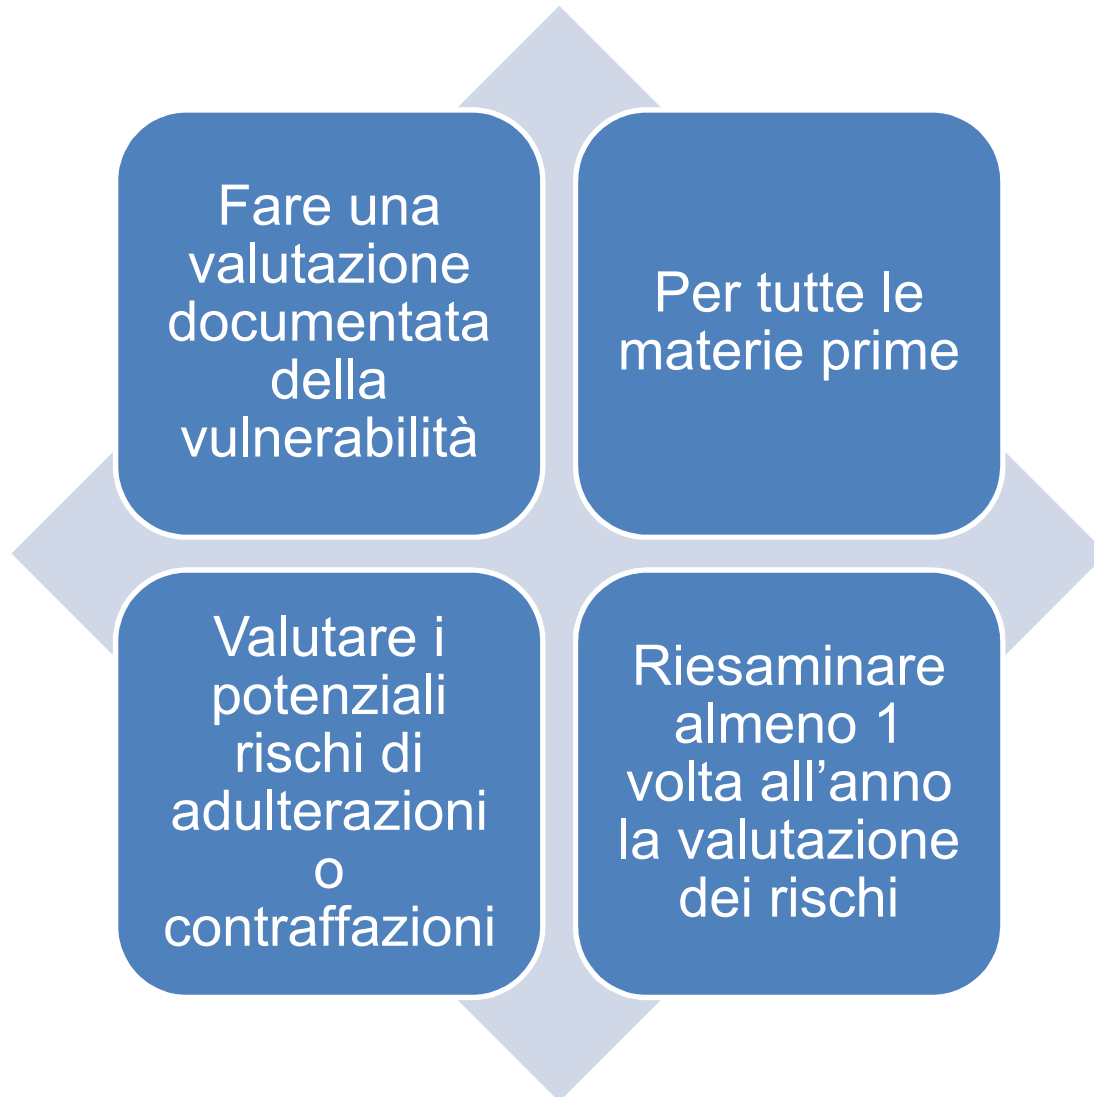 Fare una
valutazione
documentata
della
vulnerabilità
Per tutte le
materie prime
Valutare i
potenziali
rischi di
adulterazioni
o
contraffazioni
Riesaminare
almeno 1
volta all’anno
la valutazione
dei rischi